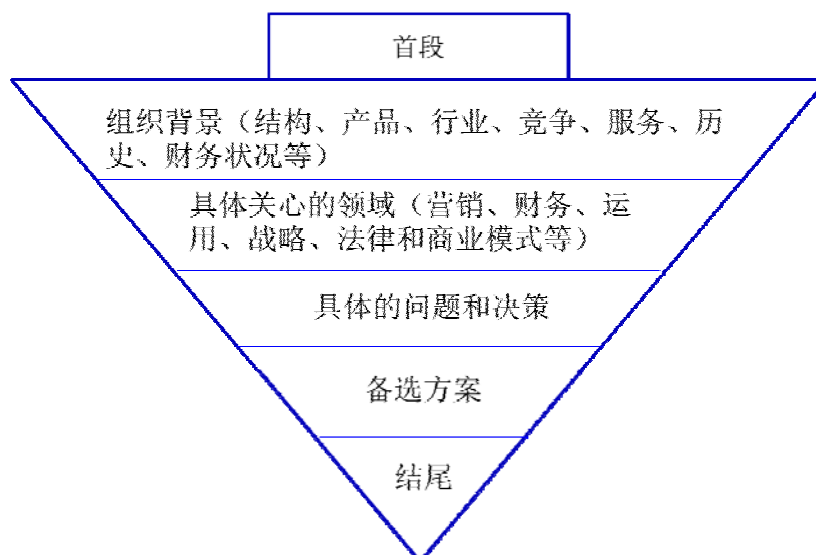 首段
组织背景（结构、产品、行业、竞争、服务、历
史、财务状况等）
具体关心的领域（营销、财务、运
用、战略、法律和商业模式等）
具体的问题和决策
备选方案
结尾